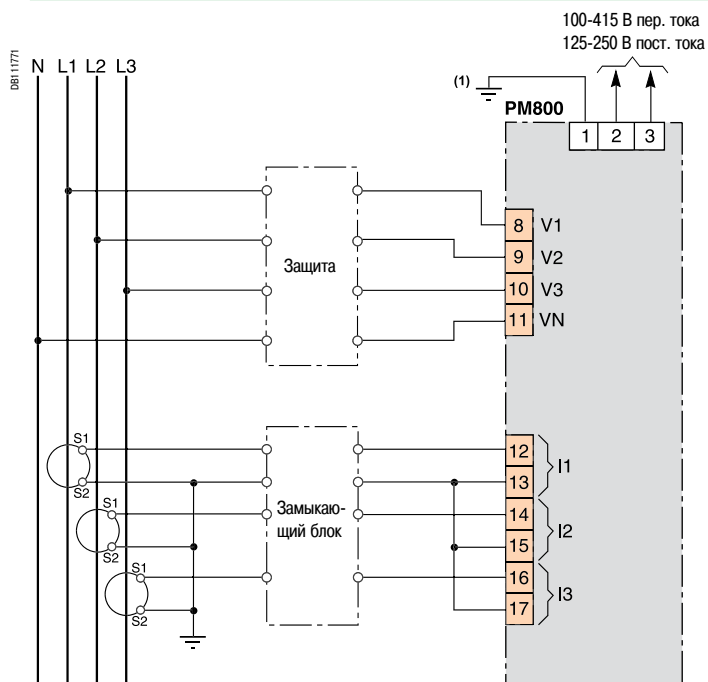 100-415 В пер. тока
125-250 В пост. тока
DB111771
N L1 L2 L3
(1)
PM800
1 2 3
8 V1
9 V2
Защита
10 V3
11 VN
S1
12
I1
S2
13
S1
Замыкаю-
14
щий блок
I2
S2
15
S1
16
I3
S2
17